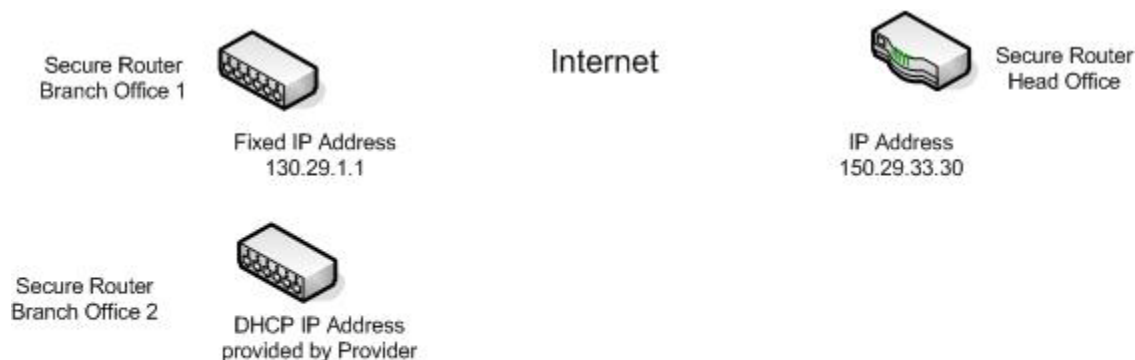 Secure Router
Branch Office 1
Fixed IP Address
130.29.1.1
Internet
Secure Router
Head Office
IP Address
150.29.33.30
Secure Router
Branch Office 2
DHCP IP Address
provided by Provider